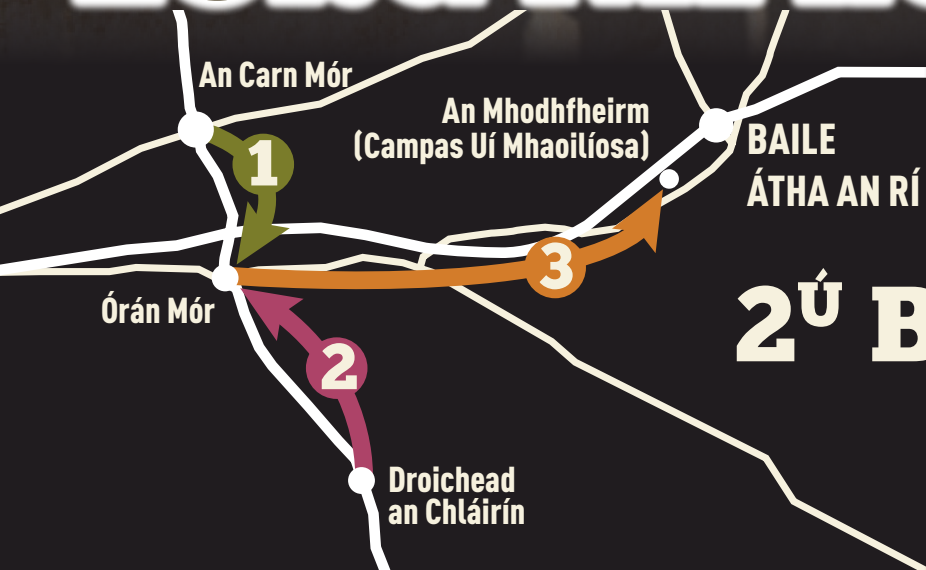 An Carn Mór
1
An Mhodhfheirm
(Campas Uí Mhaoilíosa)
BAILE
ÁTHA AN RÍ
3
Órán Mór
2Ú B
2
Droichead
an Chláirín